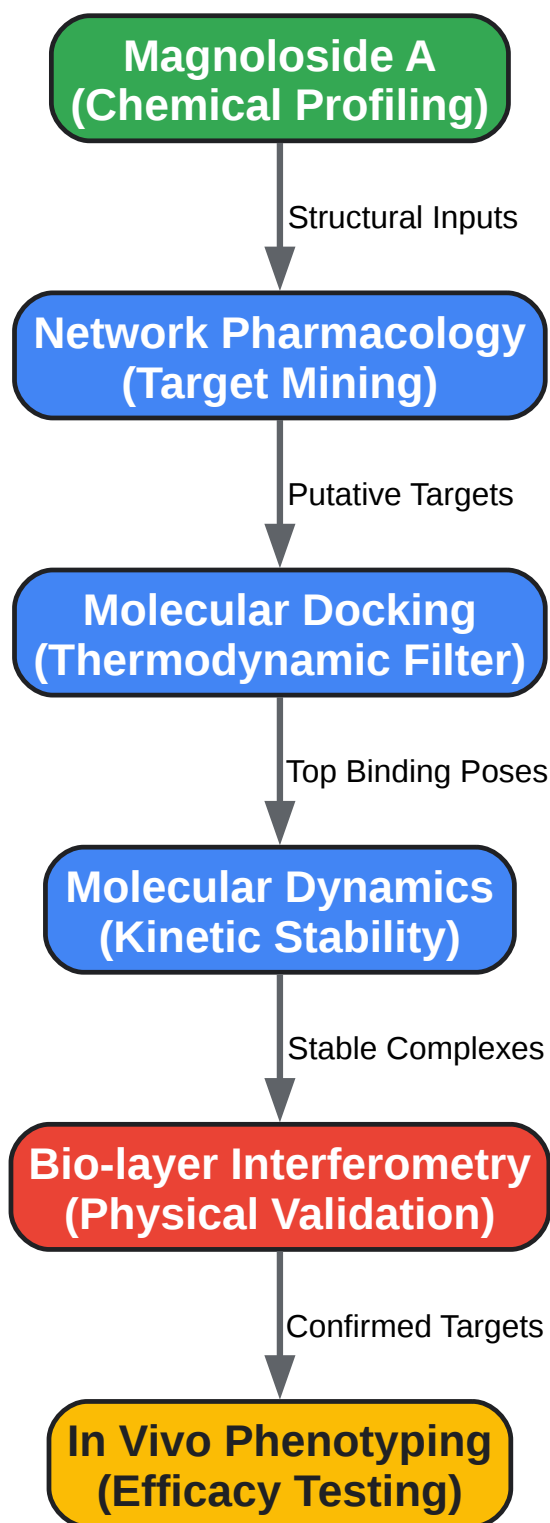 Magnoloside A
(Chemical Profiling)
Structural Inputs
Network Pharmacology
(Target Mining)
Putative Targets
Molecular Docking
(Thermodynamic Filter)
Top Binding Poses
Molecular Dynamics
(Kinetic Stability)
Stable Complexes
Bio-layer Interferometry
(Physical Validation)
Confirmed Targets
In Vivo Phenotyping
(Efficacy Testing)